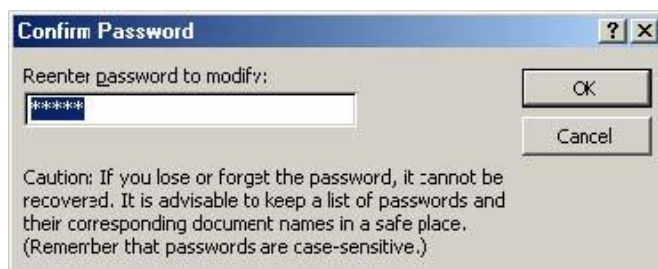 Confirm Password
? X
Reenter password to modify:
*****
OK
Cancel
Caution: If you lose or forget the password, it cannot be
recovered. It is advisable to keep a list of passwords and
their corresponding document names in a safe place.
(Remember that passwords are case-sensitive.)